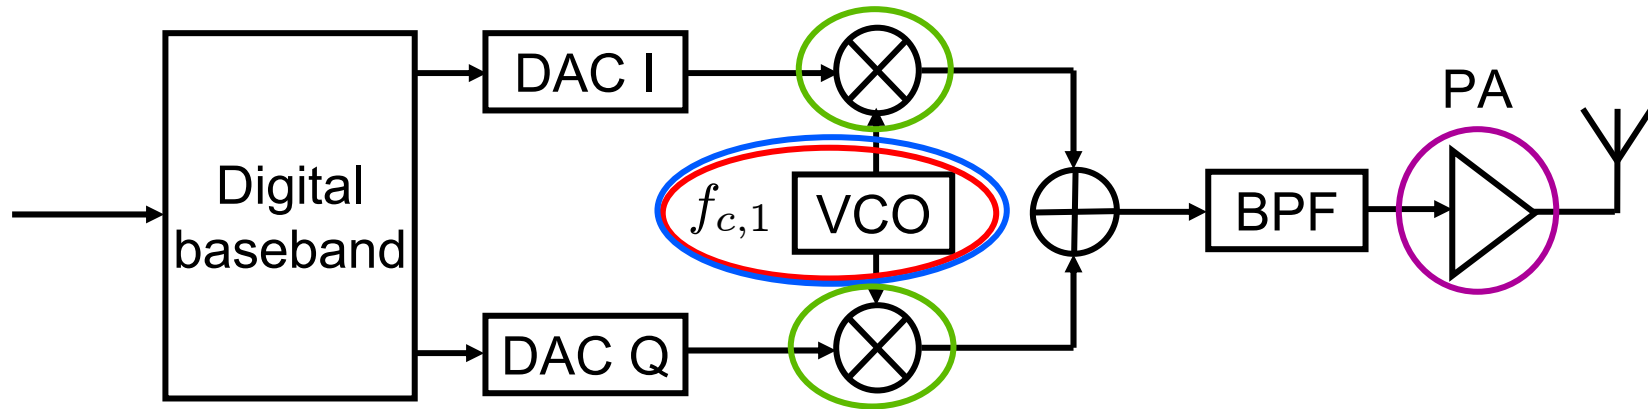 DAC I
PA
Digital
baseband
f_{c,1}
VCO
BPF
DAC Q